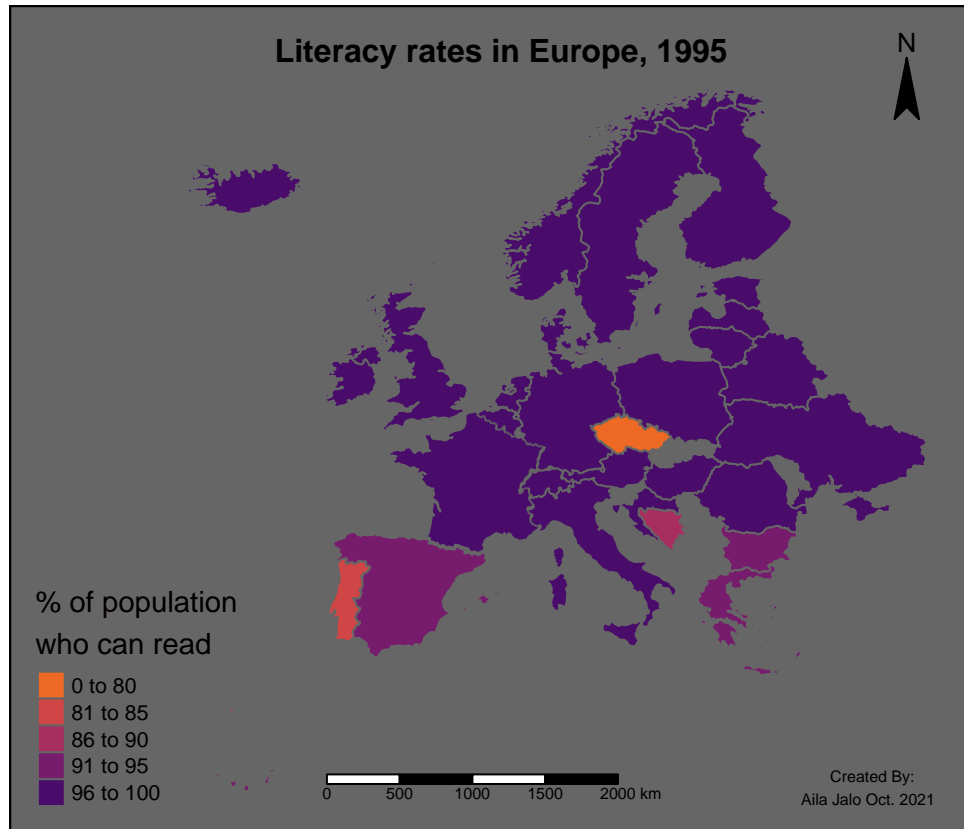 Literacy rates in Europe, 1995
N
% of population
who can read
0 to 80
81 to 85
86 to 90
91 to 95
96 to 100
0 500 1000 1500 2000 km
Created By:
Aila Jalo Oct. 2021